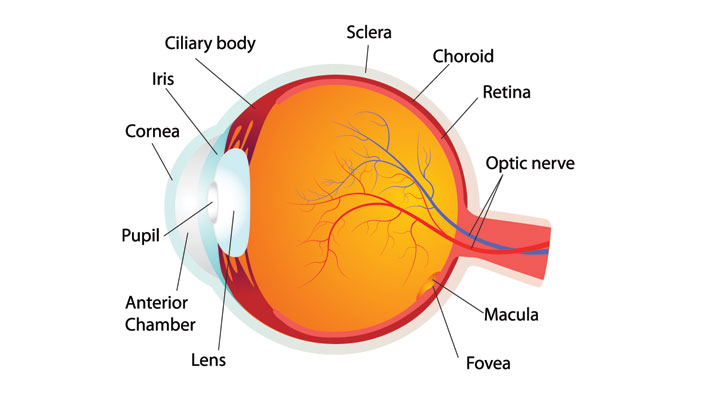 Sclera
Ciliary body
Choroid
Iris
Retina
Cornea
Optic nerve
Pupil
Anterior
Chamber
Macula
Lens
Fovea